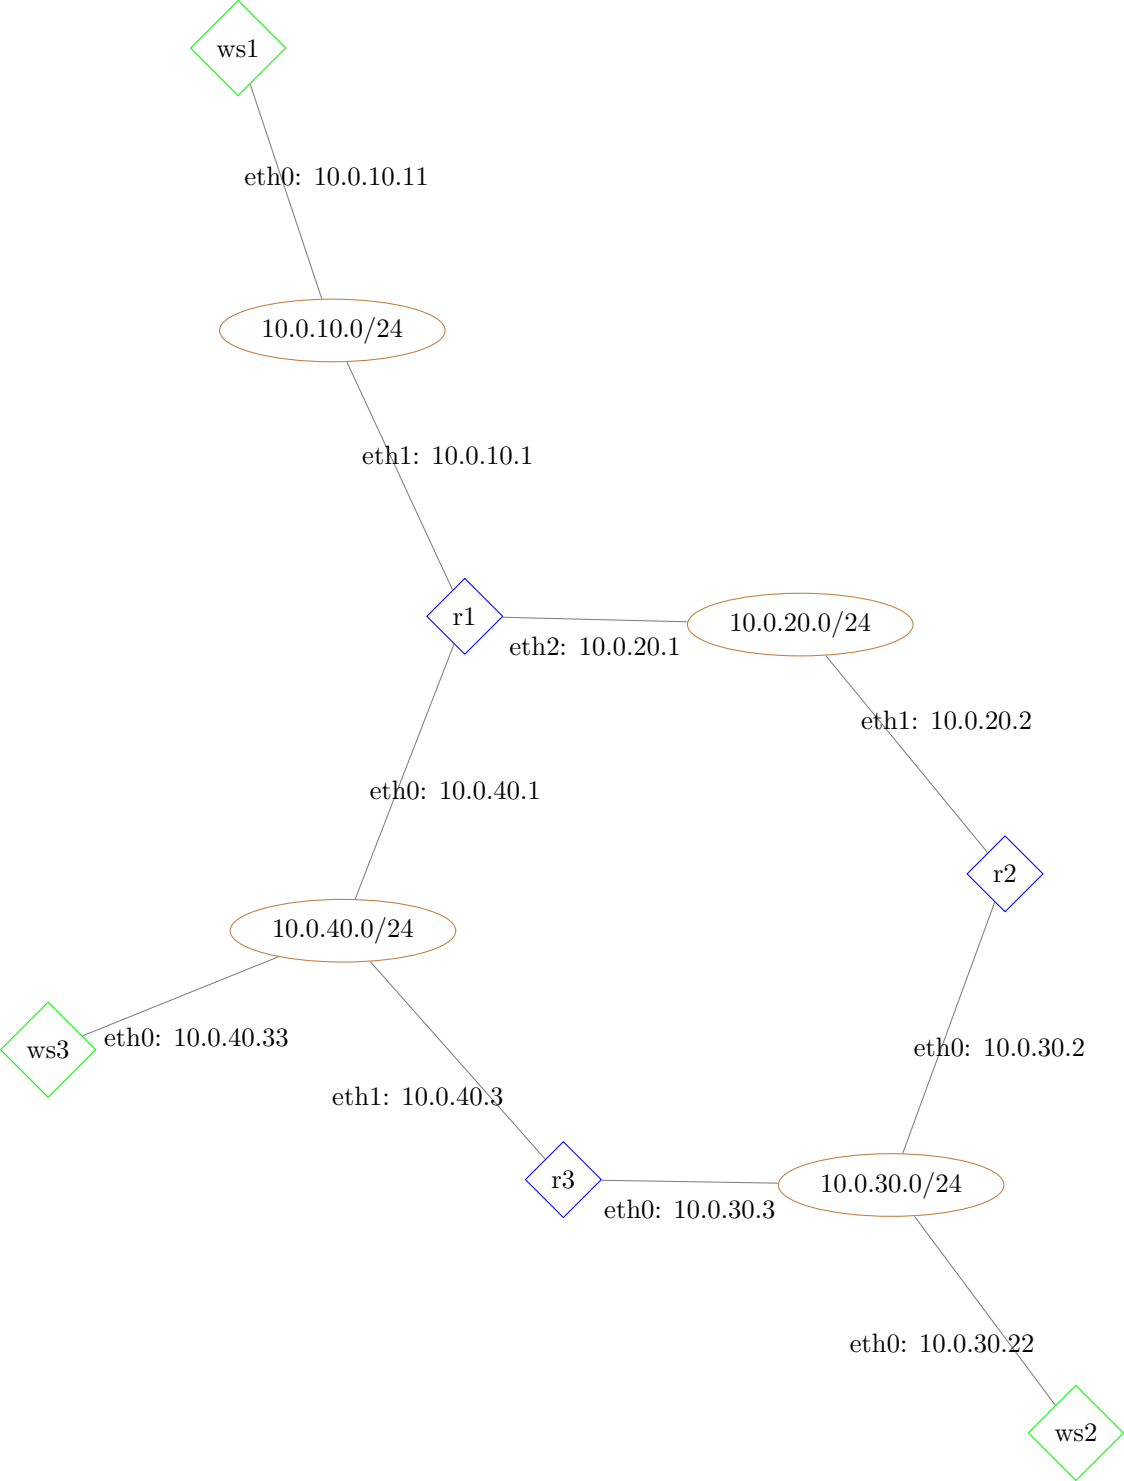 ws1
eth0: 10.0.10.11
10.0.10.0/24
eth1: 10.0.10.1
r1
10.0.20.0/24
eth2: 10.0.20.1
eth1: 10.0.20.2
eth0: 10.0.40.1
r2
10.0.40.0/24
eth0: 10.0.40.33
ws3
eth0: 10.0.30.2
eth1: 10.0.40.3
r3
10.0.30.0/24
eth0: 10.0.30.3
eth0: 10.0.30.22
ws2